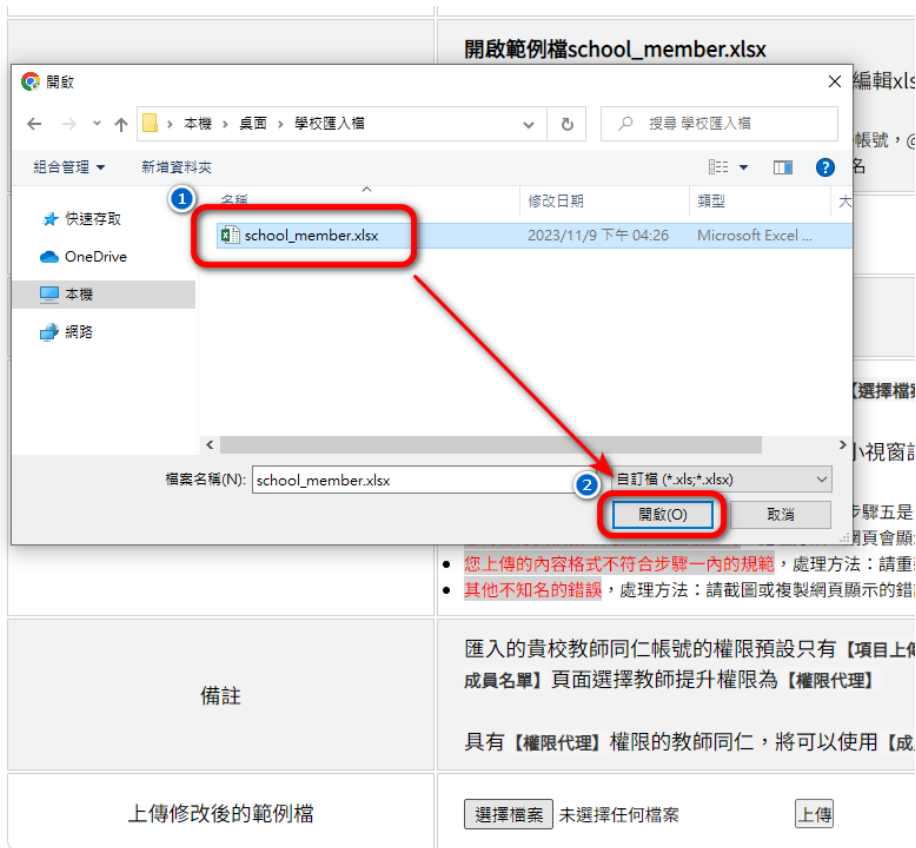 開啟範例檔school_member.xlsx
開啟
編輯xls
本機 › 桌面 › 學校匯入檔
搜尋 學校匯入檔
帳號，@
名
組合管理
新增資料夾
1
名稱
修改日期
類型
大
快速存取
school_member.xlsx
2023/11/9 下午 04:26
Microsoft Excel ...
OneDrive
本機
網路
【選擇檔案
小視窗
檔案名稱(N):
school_member.xlsx
2
自訂檔 (*.xls;*.xlsx)
開啟(O)
取消
步驟五是
網頁會顯示
您上傳的內容格式不符合步驟一內的規範，處理方法：請重
其他不知名的錯誤，處理方法：請截圖或複製網頁顯示的錯誤
備註
匯入的貴校教師同仁帳號的權限預設只有【項目上傳
成員名單】頁面選擇教師提升權限為【權限代理】
具有【權限代理】權限的教師同仁，將可以使用【成
上傳修改後的範例檔
選擇檔案 未選擇任何檔案
上傳